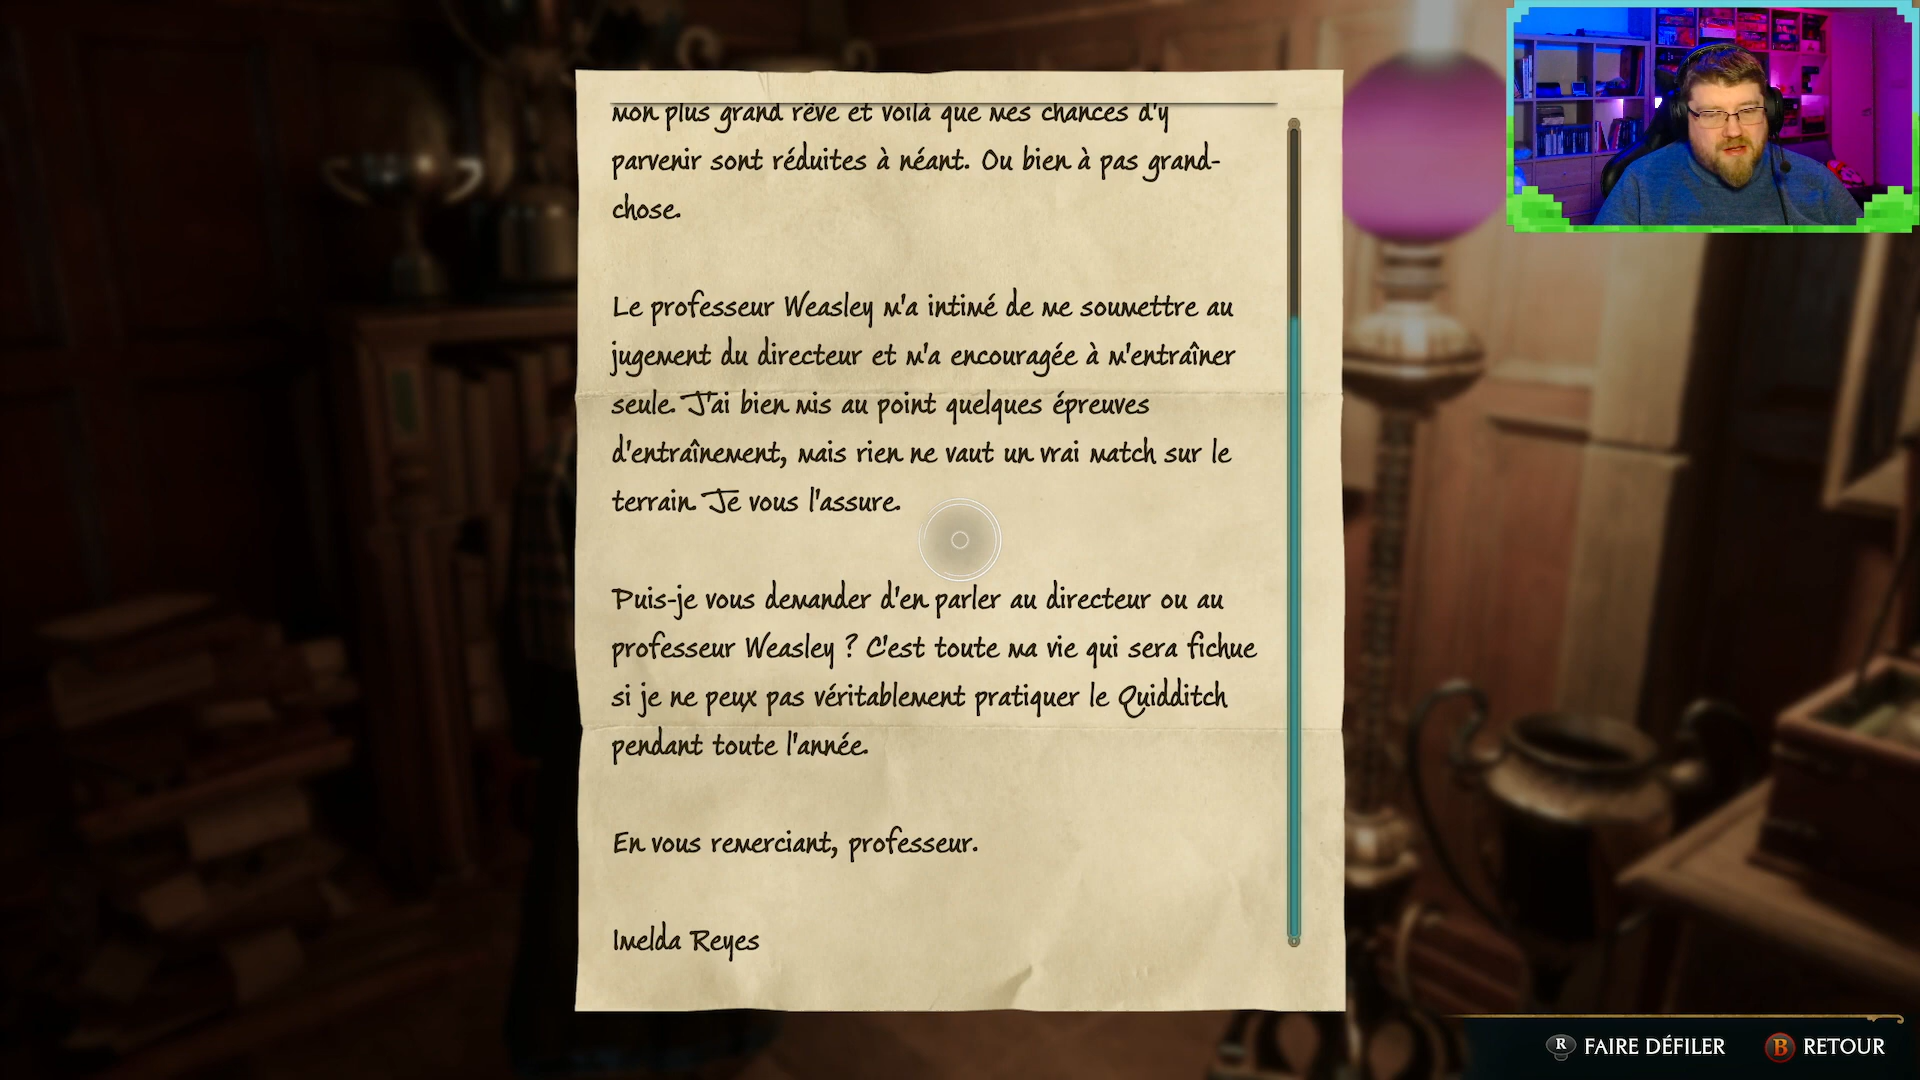 mon plus grand rêve et voilà que mes chances d'y
parvenir sont réduites à néant. Ou bien à pas grand-
chose.
Le professeur Weasley m'a intimé de me soumettre au
jugement du directeur et m'a encouragée à m'entraîner
seule. J'ai bien mis au point quelques épreuves
d'entraînement, mais rien ne vaut un vrai match sur le
terrain. Je vous l'assure.
Puis-je vous demander d'en parler au directeur ou au
professeur Weasley ? C'est toute ma vie qui sera fichue
si je ne peux pas véritablement pratiquer le Quidditch
pendant toute l'année.
En vous remerciant, professeur.
Imelda Reyes
R FAIRE DÉFILER B RETOUR